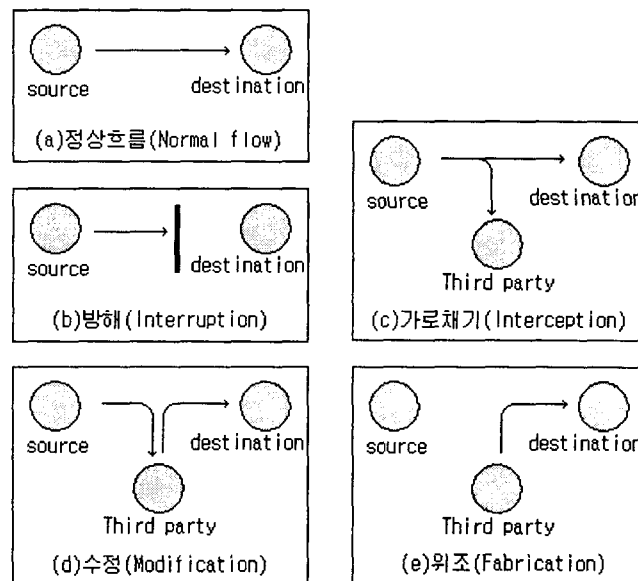 source
destination
(a)정상흐름(Normal flow)
source
destination
(b)방해(Interruption)
source
destination
Third party
(c)가로채기(Interception)
source
destination
Third party
(d)수정(Modification)
source
destination
Third party
(e)위조(Fabrication)